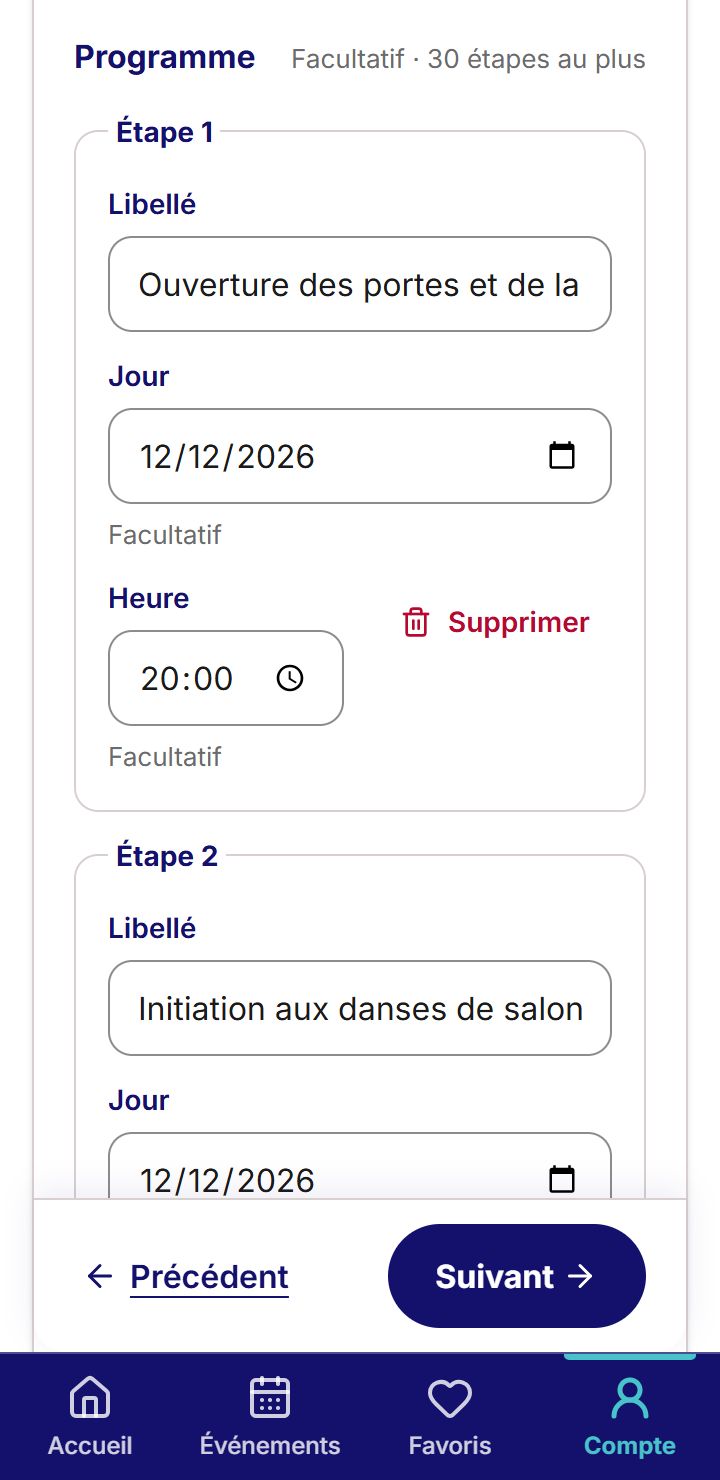 Programme Facultatif · 30 étapes au plus
Étape 1
Libellé
Ouverture des portes et de la
Jour
12/12/2026
Facultatif
Heure
Supprimer
20:00
Facultatif
Étape 2
Libellé
Initiation aux danses de salon
Jour
12/12/2026
Précédent
Suivant
Accueil
Événements
Favoris
Compte